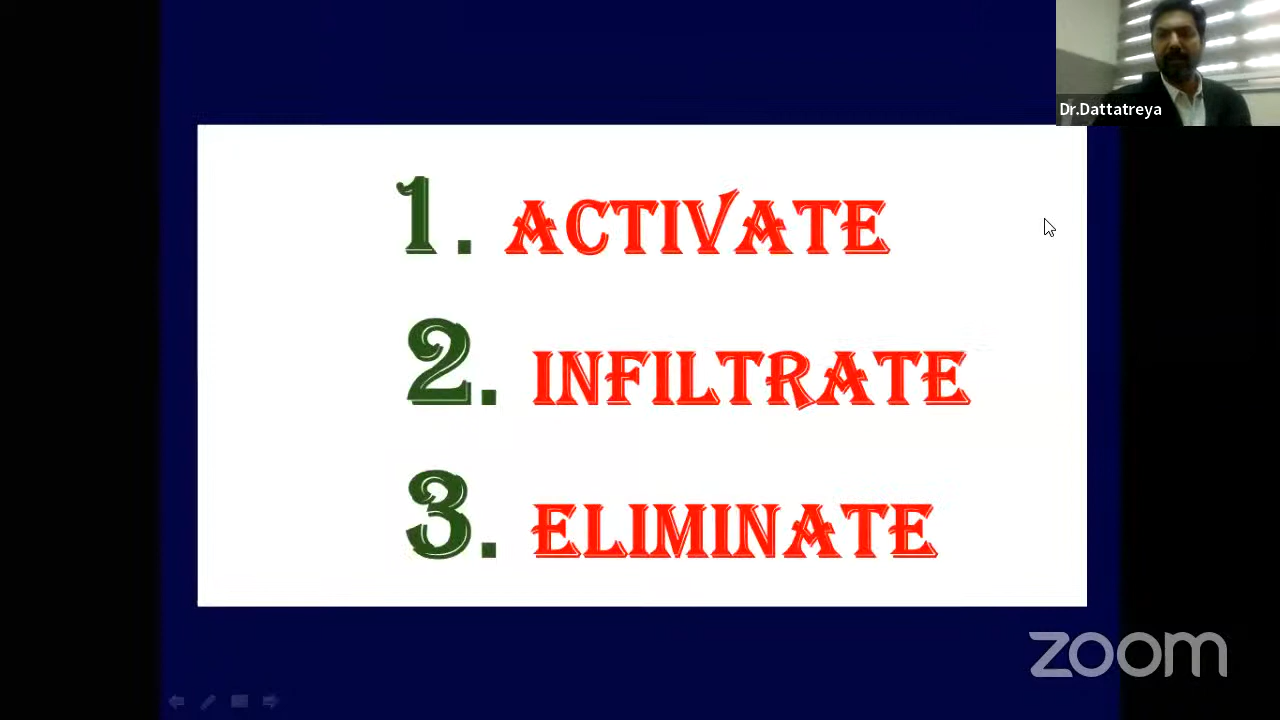 Dr.Dattatreya
1. ACTIVATE
2. INFILTRATE
3. ELIMINATE
zoom